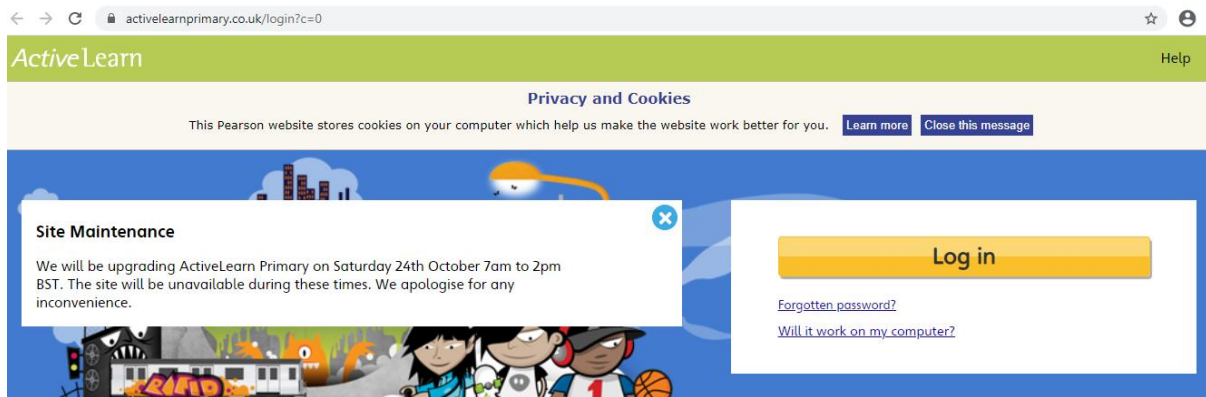 activelearnprimary.co.uk/login?c=0
ActiveLearn
Help
Privacy and Cookies
This Pearson website stores cookies on your computer which help us make the website work better for you. Learn more Close this message
Site Maintenance
We will be upgrading ActiveLearn Primary on Saturday 24th October 7am to 2pm
BST. The site will be unavailable during these times. We apologise for any
inconvenience.
Log in
Forgotten password?
Will it work on my computer?
1